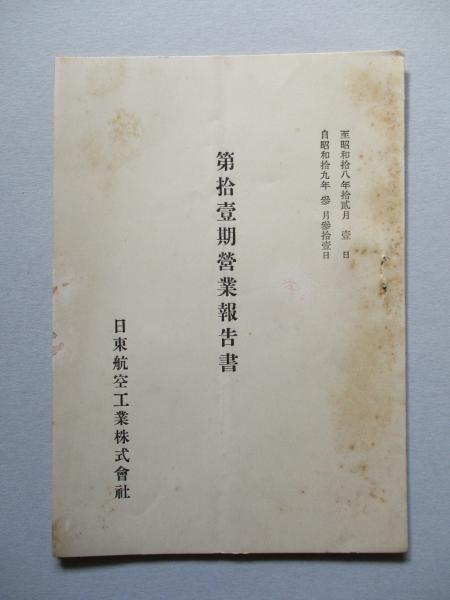 至昭和拾八年拾貳月壹日
自昭和拾九年參月參拾壹日
第拾壹期營業報告書
日東航空工業株式會社